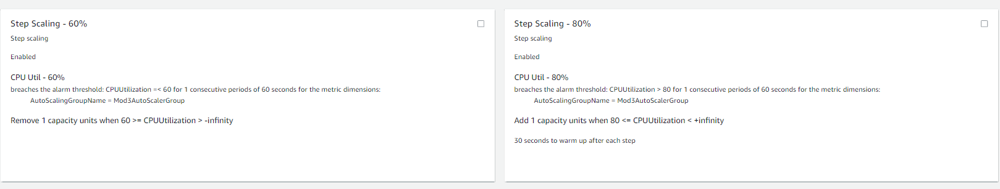 Step Scaling - 60%
Step scaling
Enabled
CPU Util - 60%
breaches the alarm threshold: CPUUtilization =< 60 for 1 consecutive periods of 60 seconds for the metric dimensions:
AutoScalingGroupName = Mod3AutoScalerGroup
Remove 1 capacity units when 60 >= CPUUtilization > -infinity
Step Scaling - 80%
Step scaling
Enabled
CPU Util - 80%
breaches the alarm threshold: CPUUtilization > 80 for 1 consecutive periods of 60 seconds for the metric dimensions:
AutoScalingGroupName = Mod3AutoScalerGroup
Add 1 capacity units when 80 <= CPUUtilization < +infinity
30 seconds to warm up after each step